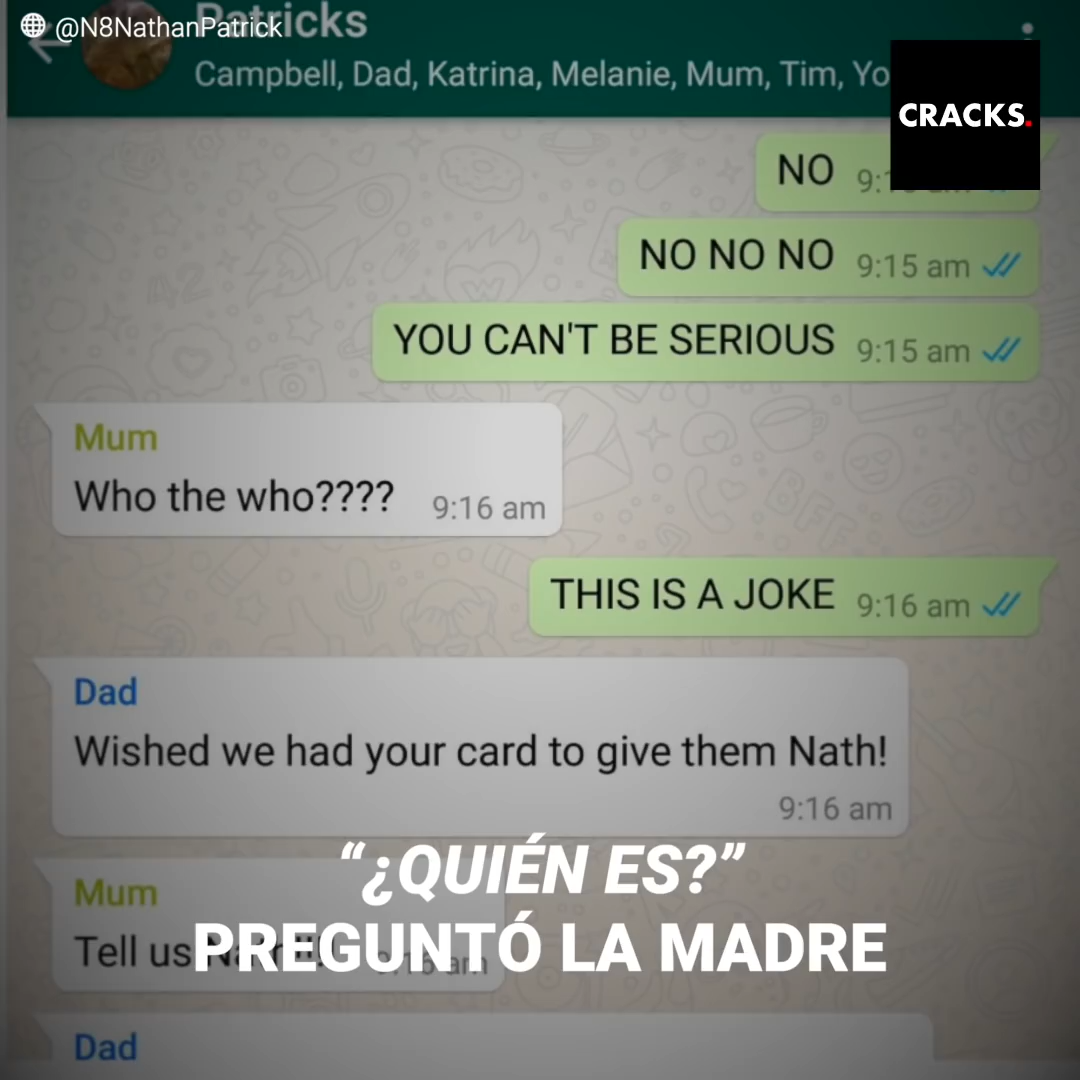 @N8NathanPatrick
Patricks
Campbell, Dad, Katrina, Melanie, Mum, Tim, Yo
CRACKS.
NO
NO NO NO 9:15 am
YOU CAN'T BE SERIOUS 9:15 am
Mum
Who the who???? 9:16 am
THIS IS A JOKE 9:16 am
Dad
Wished we had your card to give them Nath!
9:16 am
Mum
Tell us
“¿QUIÉN ES?”
PREGUNTÓ LA MADRE
Dad